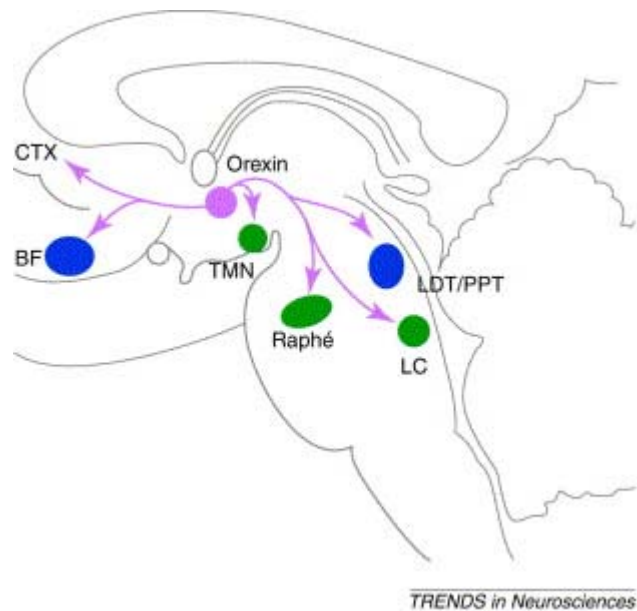 CTX
Orexin
BF
TMN
LDT/PPT
Raphé
LC
TRENDS in Neurosciences